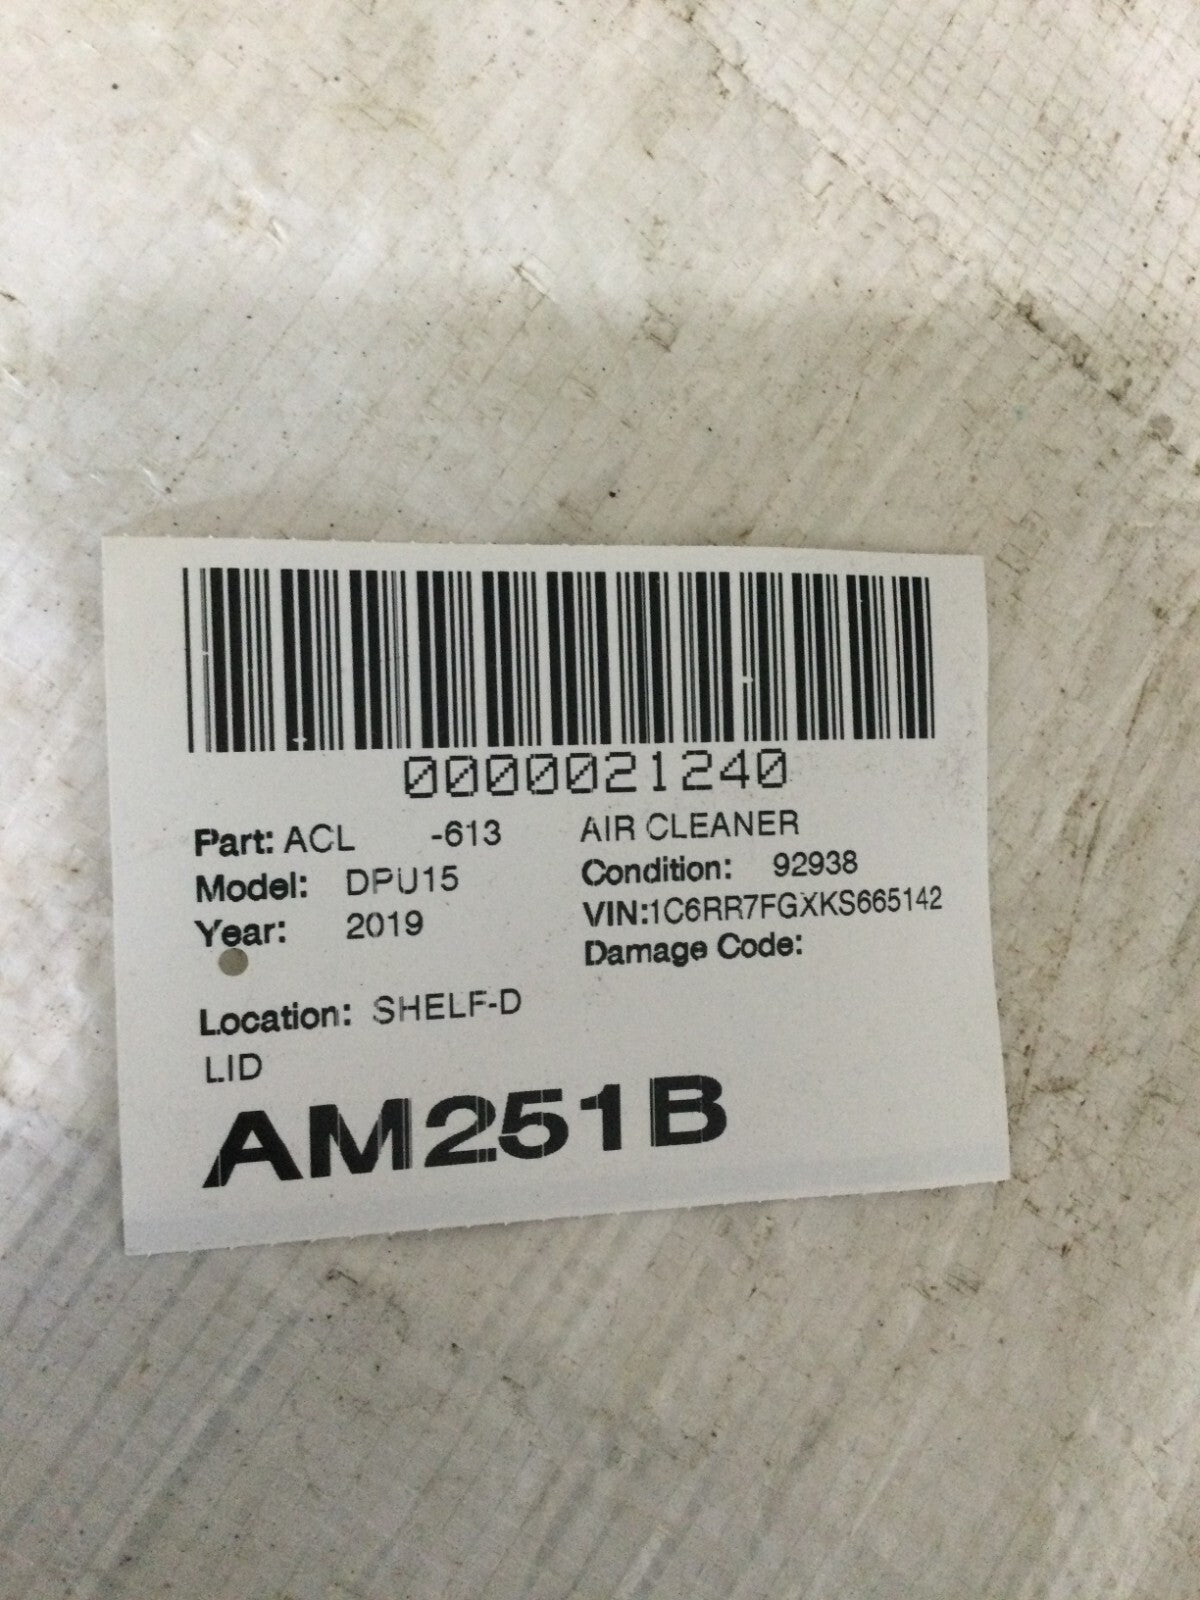 0000021240
Part: ACL -613 AIR CLEANER
Model: DPU15 Condition: 92938
Year: 2019 VIN:1C6RR7FGXKS665142
Damage Code:
Location: SHELF-D
LID
AM251B